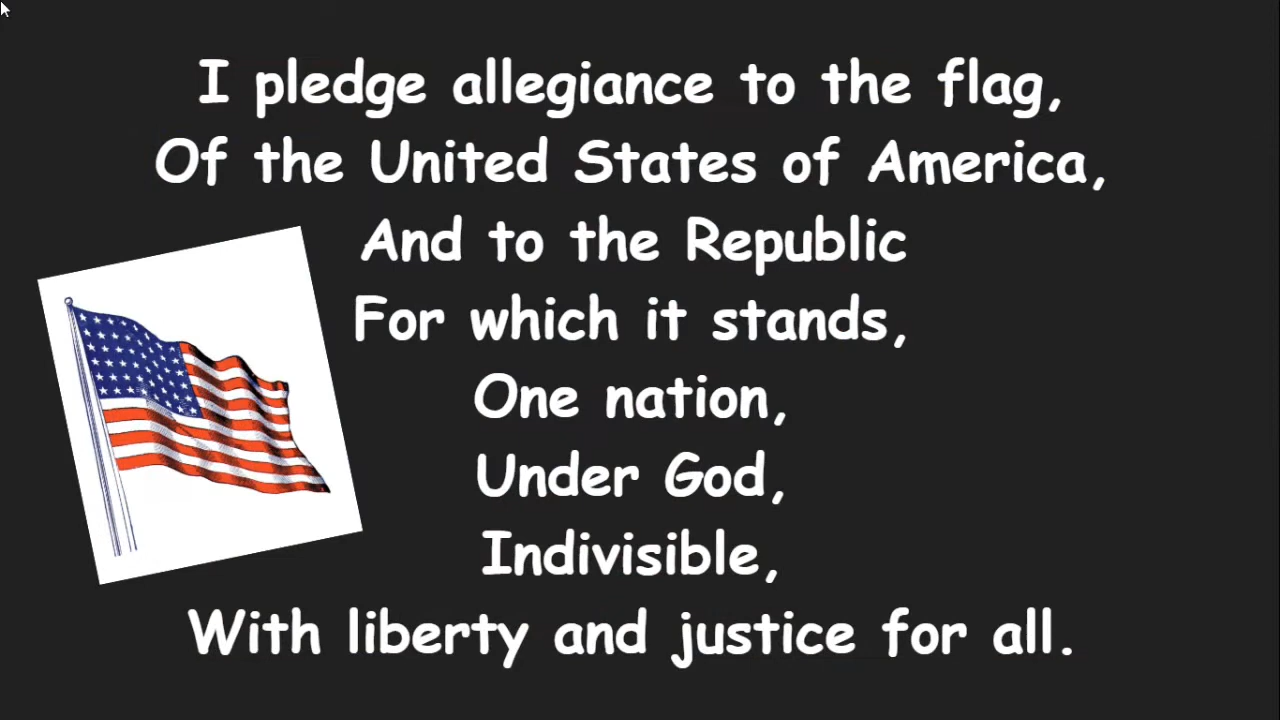 I pledge allegiance to the flag,
Of the United States of America,
And to the Republic
For which it stands,
One nation,
Under God,
Indivisible,
With liberty and justice for all.